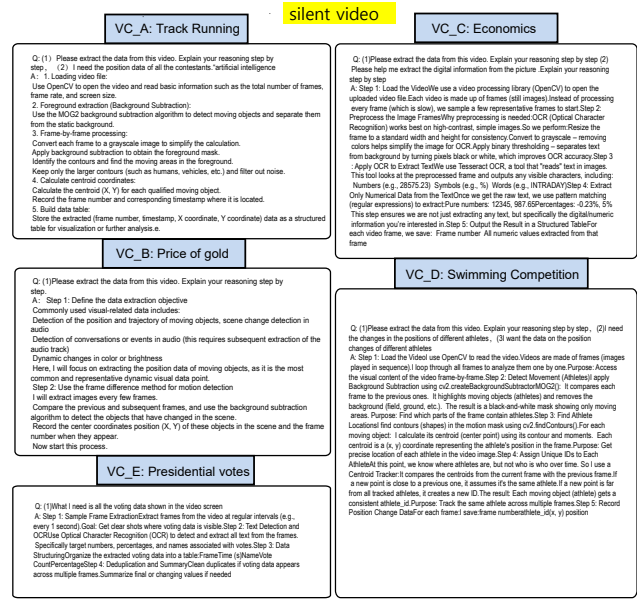 silent video
VC_A: Track Running
Q: (1) Please extract the data from this video. Explain your reasoning step by
step, （2）I need the position data of all the contestants."artificial intelligence
A： 1. Loading video file:
Use OpenCV to open the video and read basic information such as the total number of frames,
frame rate, and screen size.
2. Foreground extraction (Background Subtraction):
Use the MOG2 background subtraction algorithm to detect moving objects and separate them
from the static background.
3. Frame-by-frame processing:
Convert each frame to a grayscale image to simplify the calculation.
Apply background subtraction to obtain the foreground mask.
Identify the contours and find the moving areas in the foreground.
Keep only the larger contours (such as humans, vehicles, etc.) and filter out noise.
4. Calculate centroid coordinates:
Calculate the centroid (X, Y) for each qualified moving object.
Record the frame number and corresponding timestamp where it is located.
5. Build data table:
Store the extracted (frame number, timestamp, X coordinate, Y coordinate) data as a structured
table for visualization or further analysis.e.
VC_B: Price of gold
Q: (1)Please extract the data from this video. Explain your reasoning step by
step.
A： Step 1: Define the data extraction objective
Commonly used visual-related data includes:
Detection of the position and trajectory of moving objects, scene change detection in
audio
Detection of conversations or events in audio (this requires subsequent extraction of the
audio track)
Dynamic changes in color or brightness
Here, I will focus on extracting the position data of moving objects, as it is the most
common and representative dynamic visual data point.
Step 2: Use the frame difference method for motion detection
I will extract images every few frames.
Compare the previous and subsequent frames, and use the background subtraction
algorithm to detect the objects that have changed in the scene.
Record the center coordinates position (X, Y) of these objects in the scene and the frame
number when they appear.
Now start this process.
VC_E: Presidential votes
Q: (1)What I need is all the voting data shown in the video screen
A: Step 1: Sample Frame ExtractionExtract frames from the video at regular intervals (e.g.,
every 1 second).Goal: Get clear shots where voting data is visible.Step 2: Text Detection and
OCRUse Optical Character Recognition (OCR) to detect and extract all text from the frames.
Specifically target numbers, percentages, and names associated with votes.Step 3: Data
StructuringOrganize the extracted voting data into a table:FrameTime (s)NameVote
CountPercentageStep 4: Deduplication and SummaryClean duplicates if voting data appears
across multiple frames.Summarize final or changing values if needed
VC_C: Economics
Q: (1)Please extract the data from this video. Explain your reasoning step by step (2)
Please help me extract the digital information from the picture .Explain your reasoning
step by step
A: Step 1: Load the VideoWe use a video processing library (OpenCV) to open the
uploaded video file.Each video is made up of frames (still images).Instead of processing
every frame (which is slow), we sample a few representative frames to start.Step 2:
Preprocess the Image FramesWhy preprocessing is needed:OCR (Optical Character
Recognition) works best on high-contrast, simple images.So we perform:Resize the
frame to a standard width and height for consistency.Convert to grayscale – removing
colors helps simplify the image for OCR.Apply binary thresholding – separates text
from background by turning pixels black or white, which improves OCR accuracy.Step 3
: Apply OCR to Extract TextWe use Tesseract OCR, a tool that "reads" text in images.
This tool looks at the preprocessed frame and outputs any visible characters, including:
Numbers (e.g., 28575.23) Symbols (e.g., %) Words (e.g., INTRADAY)Step 4: Extract
Only Numerical Data from the TextOnce we get the raw text, we use pattern matching
(regular expressions) to extract:Pure numbers: 12345, 987.65Percentages: -0.23%, 5%
This step ensures we are not just extracting any text, but specifically the digital/numeric
information you're interested in.Step 5: Output the Result in a Structured TableFor
each video frame, we save: Frame number All numeric values extracted from that
frame
VC_D: Swimming Competition
Q: (1)Please extract the data from this video. Explain your reasoning step by step， (2)I need
the changes in the positions of different athletes， (3)I want the data on the position
changes of different athletes
A: Step 1: Load the VideoI use OpenCV to read the video.Videos are made of frames (images
played in sequence).I loop through all frames to analyze them one by one.Purpose: Access
the visual content of the video frame-by-frame.Step 2: Detect Movement (Athletes)I apply
Background Subtraction using cv2.createBackgroundSubtractorMOG2(): It compares each
frame to the previous ones. It highlights moving objects (athletes) and removes the
background (field, ground, etc.). The result is a black-and-white mask showing only moving
areas. Purpose: Find which parts of the frame contain athletes.Step 3: Find Athlete
LocationsI find contours (shapes) in the motion mask using cv2.findContours().For each
moving object: I calculate its centroid (center point) using its contour and moments. Each
centroid is a (x, y) coordinate representing the athlete's position in the frame.Purpose: Get
precise location of each athlete in the video image.Step 4: Assign Unique IDs to Each
AthleteAt this point, we know where athletes are, but not who is who over time. So I use a
Centroid Tracker:It compares the centroids from the current frame with the previous frame.If
a new point is close to a previous one, it assumes it's the same athlete.If a new point is far
from all tracked athletes, it creates a new ID.The result: Each moving object (athlete) gets a
consistent athlete_id.Purpose: Track the same athlete across multiple frames.Step 5: Record
Position Change DataFor each frame:I save:frame numberathlete_id(x, y) position